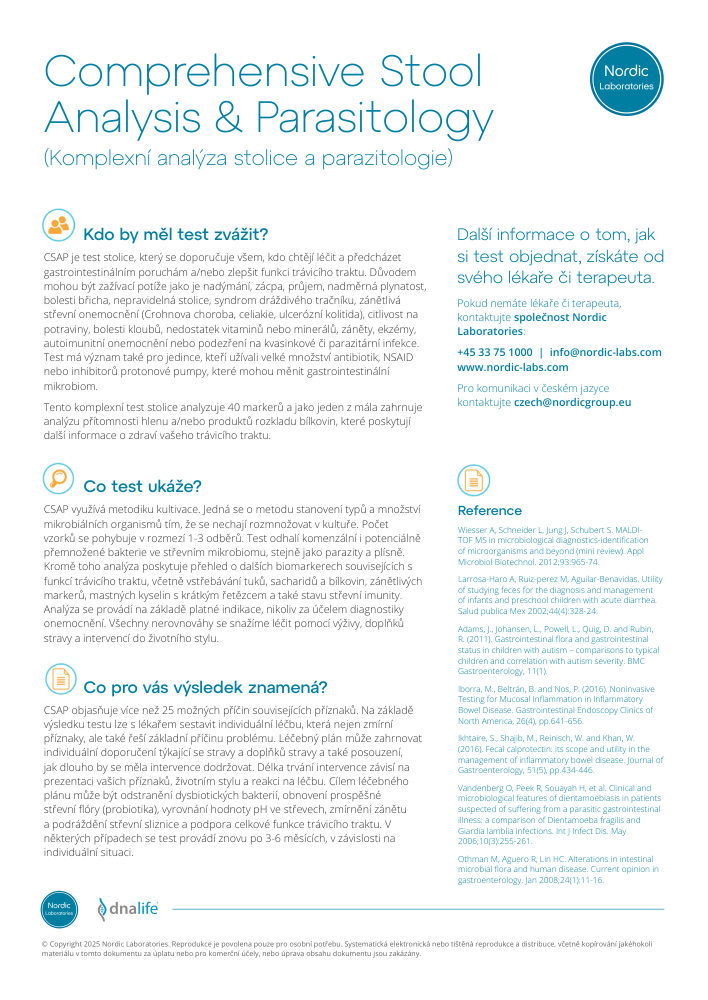 Comprehensive Stool
Analysis & Parasitology
(Komplexní analýza stolice a parazitologie)
Nordic
Laboratories
Kdo by měl test zvážit?
CSAP je test stolice, který se doporučuje všem, kdo chtějí léčit a předcházet
gastrointestinálním poruchám a/nebo zlepšit funkci trávicího traktu. Důvodem
mohou být zažívací potíže jako je nadýmání, zácpa, průjem, nadměrná plynatost,
bolesti břicha, nepravidelná stolice, syndrom dráždivého tračníku, zánětlivá
střevní onemocnění (Crohnova choroba, celiakie, ulcerózní kolitida), citlivost na
potraviny, bolesti kloubů, nedostatek vitaminů nebo minerálů, záněty, ekzémy,
autoimunitní onemocnění nebo podezření na kvasinkové či parazitární infekce.
Test má význam také pro jedince, kteří užívali velké množství antibiotik, NSAID
nebo inhibitorů protonové pumpy, které mohou měnit gastrointestinální
mikrobiom.
Tento komplexní test stolice analyzuje 40 markerů a jako jeden z mála zahrnuje
analýzu přítomnosti hlenu a/nebo produktů rozkladu bílkovin, které poskytují
další informace o zdraví vašeho trávicího traktu.
Co test ukáže?
CSAP využívá metodiku kultivace. Jedná se o metodu stanovení typů a množství
mikrobiálních organismů tím, že se nechají rozmnožovat v kultuře. Počet
vzorků se pohybuje v rozmezí 1-3 odběrů. Test odhalí komenzální i potenciálně
přemnožené bakterie ve střevním mikrobiomu, stejně jako parazity a plísně.
Kromě toho analýza poskytuje přehled o dalších biomarkerech souvisejících s
funkcí trávicího traktu, včetně vstřebávání tuků, sacharidů a bílkovin, zánětlivých
markerů, mastných kyselin s krátkým řetězcem a také stavu střevní imunity.
Analýza se provádí na základě platné indikace, nikoliv za účelem diagnostiky
onemocnění. Všechny nerovnováhy se snažíme léčit pomocí výživy, doplňků
stravy a intervencí do životního stylu.
Co pro vás výsledek znamená?
CSAP objasňuje více než 25 možných příčin souvisejících příznaků. Na základě
výsledku testu lze s lékařem sestavit individuální léčbu, která nejen zmírní
příznaky, ale také řeší základní příčinu problému. Léčebný plán může zahrnovat
individuální doporučení týkající se stravy a doplňků stravy a také posouzení,
jak dlouho by se měla intervence dodržovat. Délka trvání intervence závisí na
prezentaci vašich příznaků, životním stylu a reakci na léčbu. Cílem léčebného
plánu může být odstranění dysbiotických bakterií, obnovení prospěšné
střevní flóry (probiotika), vyrovnání hodnoty pH ve střevech, zmírnění zánětu
a podráždění střevní sliznice a podpora celkové funkce trávicího traktu. V
některých případech se test provádí znovu po 3-6 měsících, v závislosti na
individuální situaci.
Další informace o tom, jak
si test objednat, získáte od
svého lékaře či terapeuta.
Pokud nemáte lékaře či terapeuta,
kontaktujte společnost Nordic
Laboratories.
+45 33 75 1000 | info@nordic-labs.com
www.nordic-labs.com
Pro komunikaci v českém jazyce
kontaktujte czech@nordicgroup.eu
Reference
Wiesser A, Schneider L, Jung J, Schubert S. MALDI-
TOF MS in microbiological diagnostics-identification
of microorganisms and beyond (mini review). Appl
Microbiol Biotechnol. 2012;93:965-74.
Larrosa-Haro A, Ruiz-perez M, Aguilar-Benavidas. Utility
of studying feces for the diagnosis and management
of infants and preschool children with acute diarrhea.
Salud publica Mex 2002;44(4):328-24.
Adams, J., Johansen, L., Powell, L., Quig, D. and Rubin,
R. (2011). Gastrointestinal flora and gastrointestinal
status in children with autism – comparisons to typical
children and correlation with autism severity. BMC
Gastroenterology, 11(1).
Iborra, M., Beltrán, B. and Nos, P. (2016). Noninvasive
Testing for Mucosal Inflammation in Inflammatory
Bowel Disease. Gastrointestinal Endoscopy Clinics of
North America, 26(4), pp.641-656.
Ikhtaire, S., Shajib, M., Reinisch, W. and Khan, W.
(2016). Fecal calprotectin: its scope and utility in the
management of inflammatory bowel disease. Journal of
Gastroenterology, 51(5), pp.434-446.
Vandenberg O, Peek R, Souayah H, et al. Clinical and
microbiological features of dientamoebiasis in patients
suspected of suffering from a parasitic gastrointestinal
illness: a comparison of Dientamoeba fragilis and
Giardia lamblia infections. Int J Infect Dis. May
2006;10(3):255-261.
Othman M, Aguero R, Lin HC. Alterations in intestinal
microbial flora and human disease. Current opinion in
gastroenterology. Jan 2008;24(1):11-16.
Nordic
Laboratories
dnalife
© Copyright 2025 Nordic Laboratories. Reprodukce je povolena pouze pro osobní potřebu. Systematická elektronická nebo tištěná reprodukce a distribuce, včetně kopírování jakéhokoli
materiálu v tomto dokumentu za úplatu nebo pro komerční účely, nebo úprava obsahu dokumentu jsou zakázány.